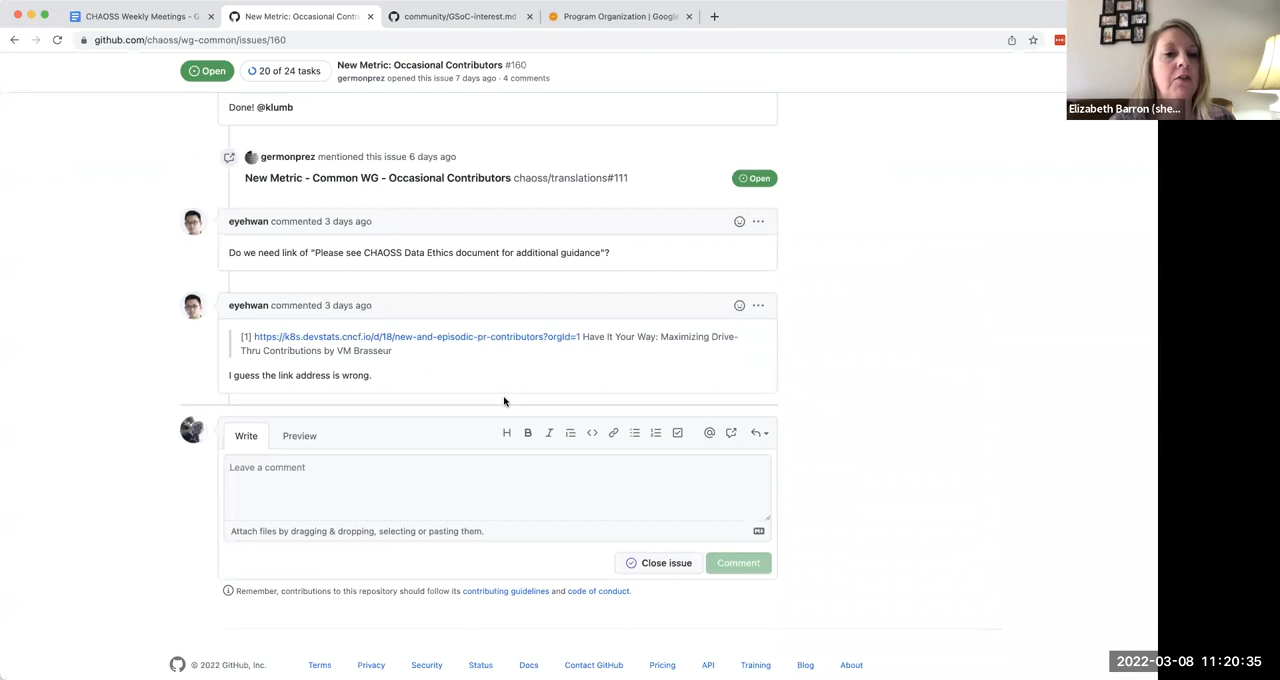 CHAOSS Weekly Meetings - G
New Metric: Occasional Contri
community/GSoC-interest.md
Program Organization | Google
github.com/chaoss/wg-common/issues/160
Open
20 of 24 tasks
New Metric: Occasional Contributors #160
germonprez opened this issue 7 days ago · 4 comments
Elizabeth Barron (she...
Done! @klumb
germonprez mentioned this issue 6 days ago
New Metric - Common WG - Occasional Contributors chaoss/translations#111
Open
eyehwan commented 3 days ago
Do we need link of "Please see CHAOSS Data Ethics document for additional guidance"?
eyehwan commented 3 days ago
[1] https://k8s.devstats.cncf.io/d/18/new-and-episodic-pr-contributors?orgId=1 Have It Your Way: Maximizing Drive-
Thru Contributions by VM Brasseur
I guess the link address is wrong.
Write
Preview
Leave a comment
Attach files by dragging & dropping, selecting or pasting them.
Close issue
Comment
Remember, contributions to this repository should follow its contributing guidelines and code of conduct.
© 2022 GitHub, Inc.
Terms
Privacy
Security
Status
Docs
Contact GitHub
Pricing
API
Training
Blog
About
2022-03-08 11:20:35